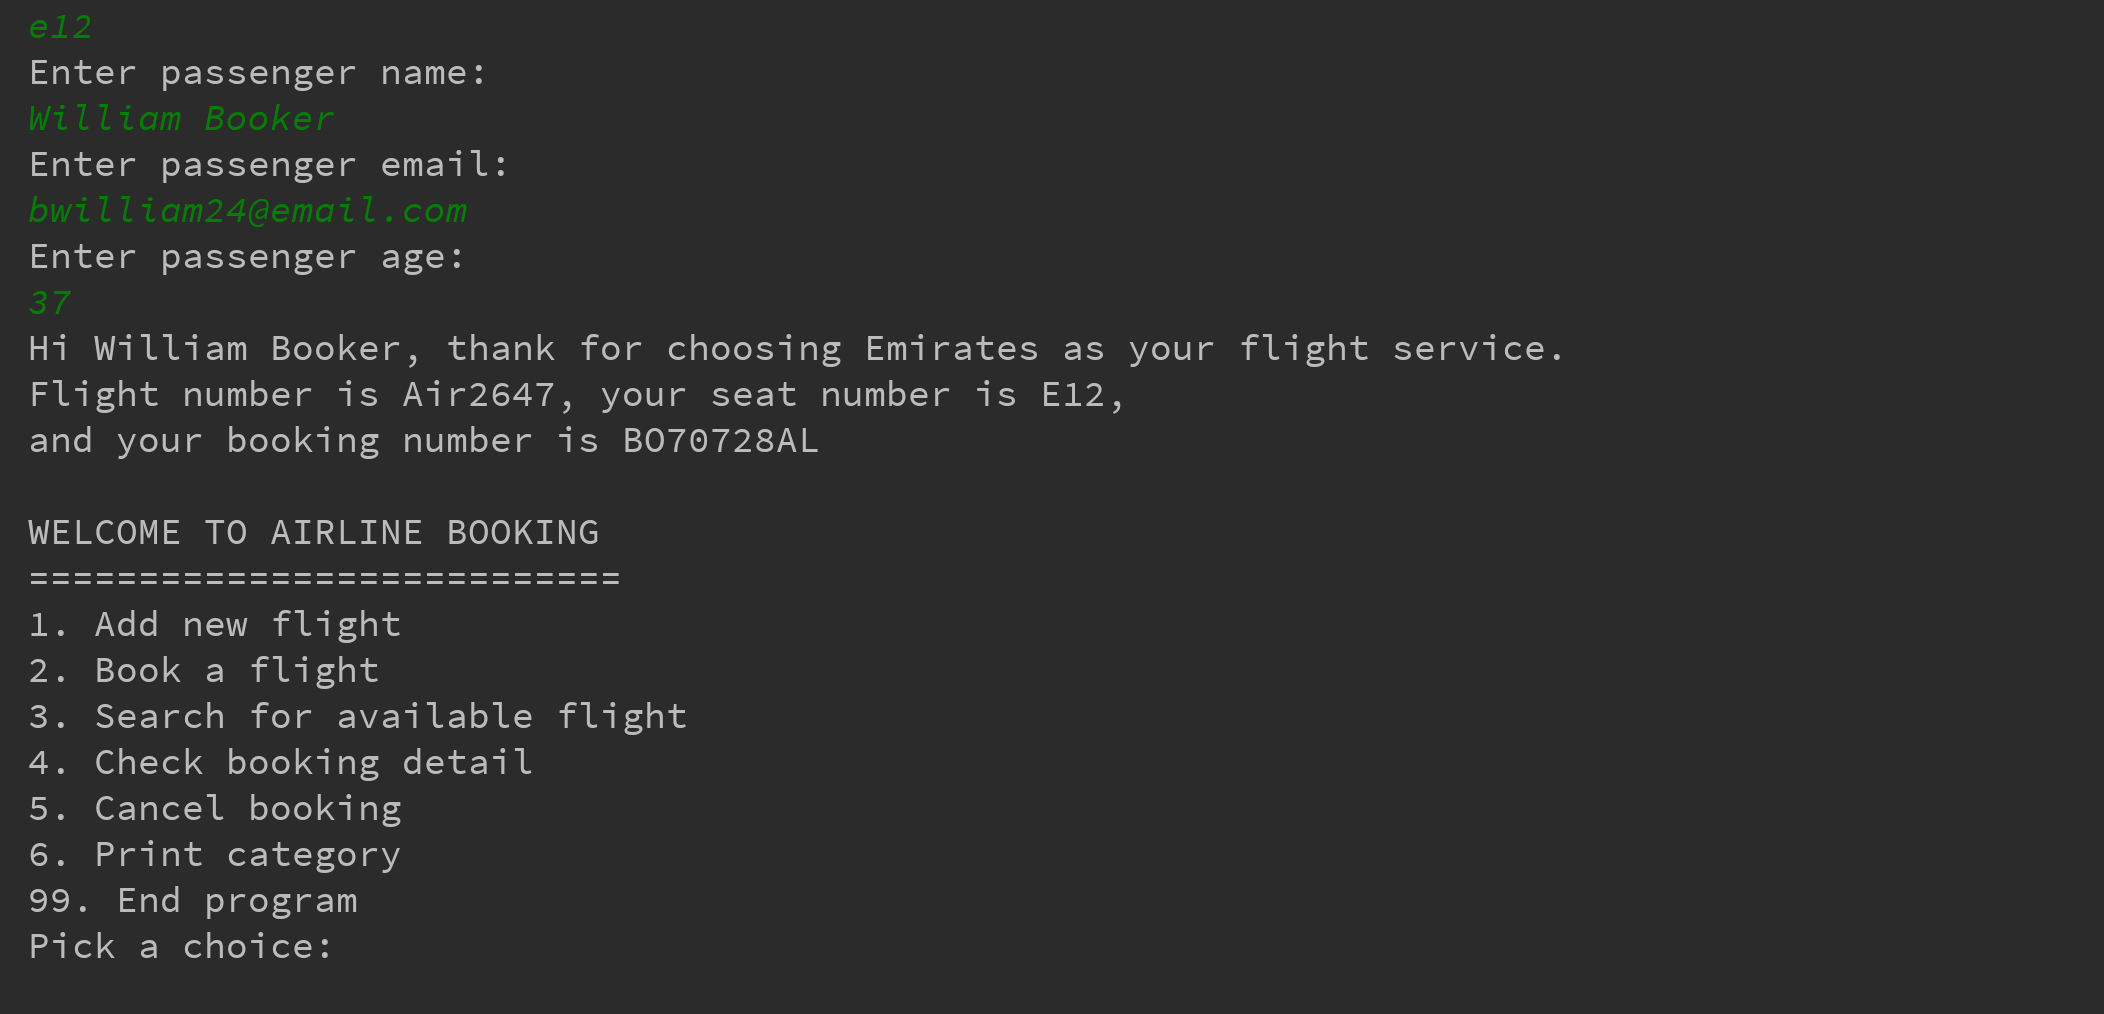 e12
Enter passenger name:
William Booker
Enter passenger email:
bwilliam24@email.com
Enter passenger age:
37
Hi William Booker, thank for choosing Emirates as your flight service.
Flight number is Air2647, your seat number is E12,
and your booking number is BO70728AL
WELCOME TO AIRLINE BOOKING
===========================
1. Add new flight
2. Book a flight
3. Search for available flight
4. Check booking detail
5. Cancel booking
6. Print category
99. End program
Pick a choice: